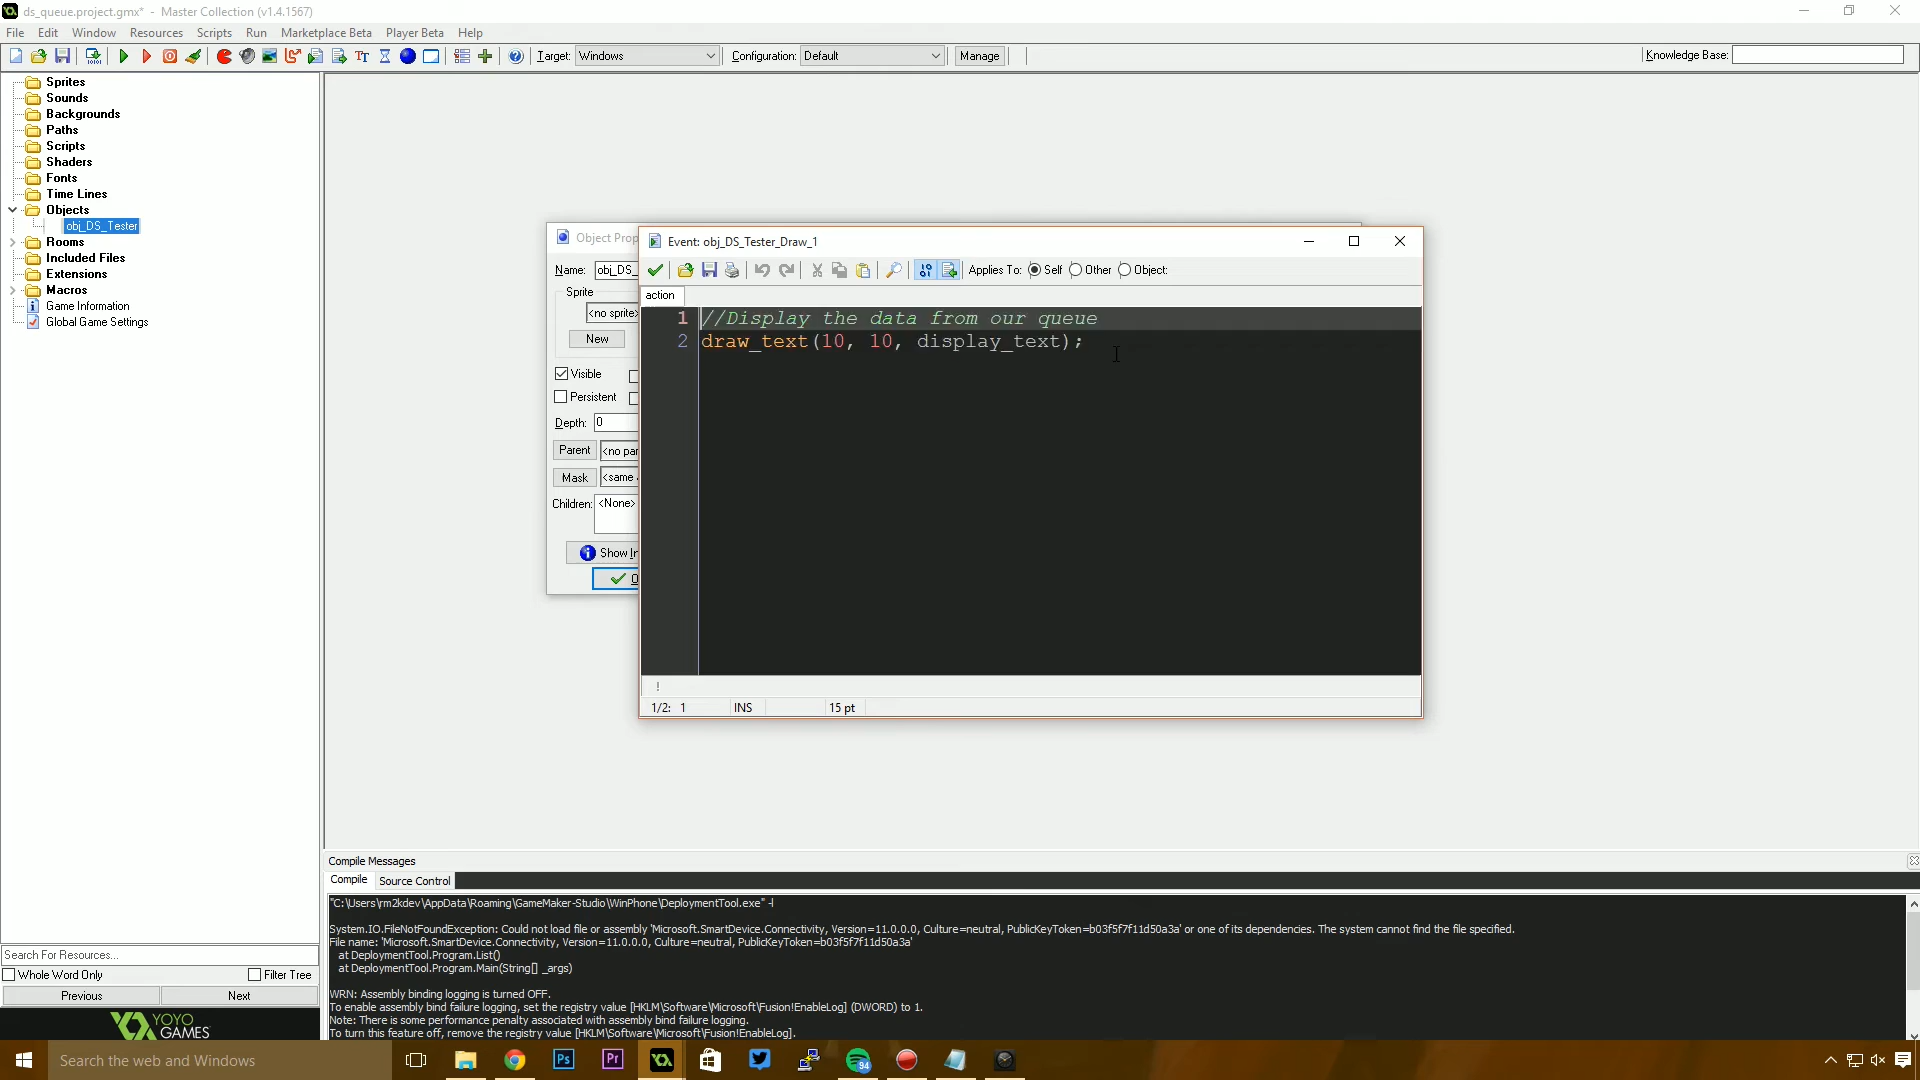 ds_queue.project.gmx* - Master Collection (v1.4.1567)
File Edit Window Resources Scripts Run Marketplace Beta Player Beta Help
Target: Windows Configuration: Default Manage Knowledge Base:
Sprites
Sounds
Backgrounds
Paths
Scripts
Shaders
Fonts
Time Lines
Objects
obj_DS_Tester
Rooms
Included Files
Extensions
Macros
Game Information
Global Game Settings
Search For Resources...
Whole Word Only Filter Tree
Previous Next
YOYO
GAMES
Object Prop
Name: obj_DS_
Sprite
<no sprite>
New
Visible
Persistent
Depth: 0
Parent <no par
Mask <same
Children: <None>
Show In
Event: obj_DS_Tester_Draw_1
Applies To: Self Other Object:
action
1 //Display the data from our queue
2 draw_text(10, 10, display_text);
!
1/2: 1 INS 15 pt
Compile Messages
Compile Source Control
"C:\Users\rm2kdev\AppData\Roaming\GameMaker-Studio\WinPhone\DeploymentTool.exe" -l
System.IO.FileNotFoundException: Could not load file or assembly 'Microsoft.SmartDevice.Connectivity, Version=11.0.0.0, Culture=neutral, PublicKeyToken=b03f5f7f11d50a3a' or one of its dependencies. The system cannot find the file specified.
File name: 'Microsoft.SmartDevice.Connectivity, Version=11.0.0.0, Culture=neutral, PublicKeyToken=b03f5f7f11d50a3a'
at DeploymentTool.Program.List()
at DeploymentTool.Program.Main(String[] _args)
WRN: Assembly binding logging is turned OFF.
To enable assembly bind failure logging, set the registry value [HKLM\Software\Microsoft\Fusion!EnableLog] (DWORD) to 1.
Note: There is some performance penalty associated with assembly bind failure logging.
To turn this feature off, remove the registry value [HKLM\Software\Microsoft\Fusion!EnableLog].
Search the web and Windows
Ps
Pr
94